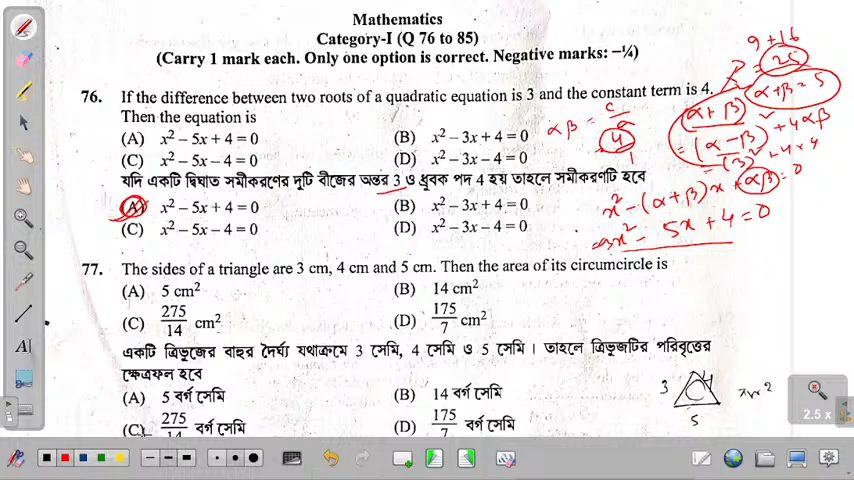 Mathematics
Category-I (Q 76 to 85)
(Carry 1 mark each. Only one option is correct. Negative marks: –¼)
76. If the difference between two roots of a quadratic equation is 3 and the constant term is 4.
Then the equation is
(A) x² – 5x + 4 = 0 (B) x² – 3x + 4 = 0
(C) x² – 5x – 4 = 0 (D) x² – 3x – 4 = 0
যদি একটি দ্বিঘাত সমীকরণের দুটি বীজের অন্তর 3 ও ধ্রুবক পদ 4 হয় তাহলে সমীকরণটি হবে
(A) x² – 5x + 4 = 0 (B) x² – 3x + 4 = 0
(C) x² – 5x – 4 = 0 (D) x² – 3x – 4 = 0
9 + 16
= 25
α + β = 5
αβ = c/a
4/1
(α + β)²
= (α – β)² + 4αβ
= (3)² + 4 × 4
x² – (α + β)x + αβ = 0
⇒ x² – 5x + 4 = 0
77. The sides of a triangle are 3 cm, 4 cm and 5 cm. Then the area of its circumcircle is
(A) 5 cm² (B) 14 cm²
(C) 275/14 cm² (D) 175/7 cm²
একটি ত্রিভুজের বাহুর দৈর্ঘ্য যথাক্রমে 3 সেমি, 4 সেমি ও 5 সেমি। তাহলে ত্রিভুজটির পরিবৃত্তের
ক্ষেত্রফল হবে
(A) 5 বর্গ সেমি (B) 14 বর্গ সেমি
(C) 275/14 বর্গ সেমি (D) 175/7 বর্গ সেমি
3 4
5
πr²
2.5 x
A